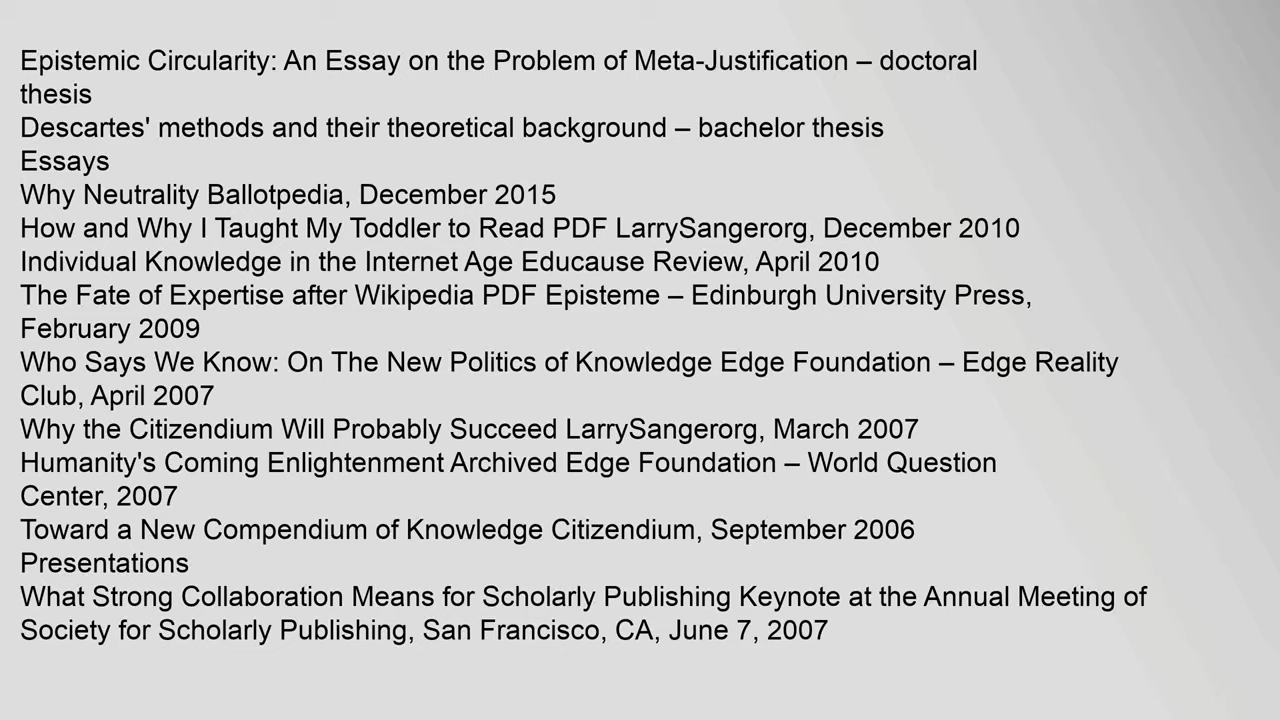 Epistemic Circularity: An Essay on the Problem of Meta-Justification – doctoral
thesis
Descartes' methods and their theoretical background – bachelor thesis
Essays
Why Neutrality Ballotpedia, December 2015
How and Why I Taught My Toddler to Read PDF LarrySangerorg, December 2010
Individual Knowledge in the Internet Age Educause Review, April 2010
The Fate of Expertise after Wikipedia PDF Episteme – Edinburgh University Press,
February 2009
Who Says We Know: On The New Politics of Knowledge Edge Foundation – Edge Reality
Club, April 2007
Why the Citizendium Will Probably Succeed LarrySangerorg, March 2007
Humanity's Coming Enlightenment Archived Edge Foundation – World Question
Center, 2007
Toward a New Compendium of Knowledge Citizendium, September 2006
Presentations
What Strong Collaboration Means for Scholarly Publishing Keynote at the Annual Meeting of
Society for Scholarly Publishing, San Francisco, CA, June 7, 2007